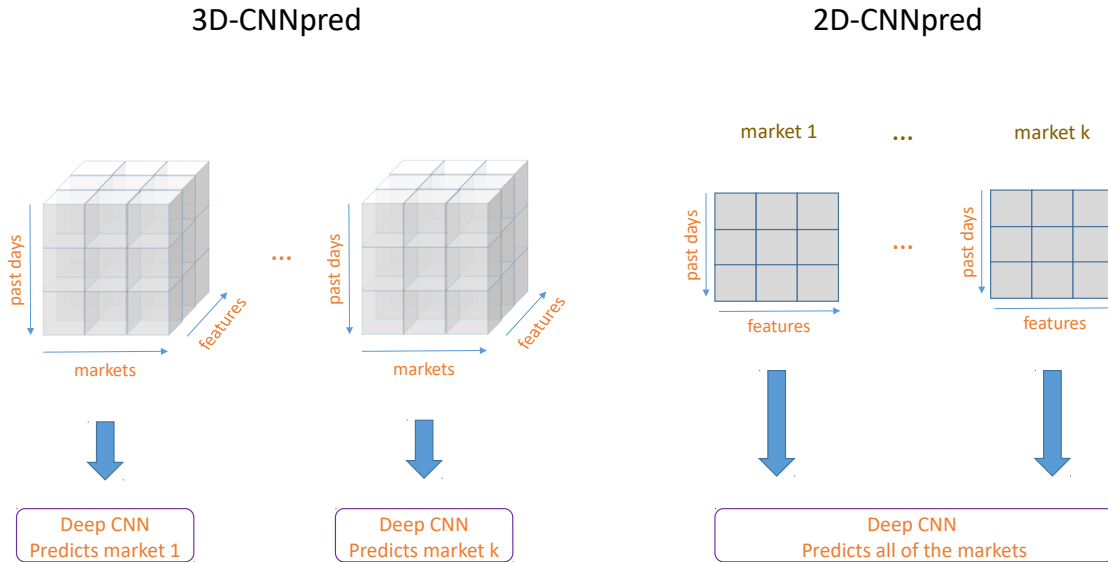 3D-CNNpred
past days
markets
features
...
past days
markets
features
Deep CNN
Predicts market 1
Deep CNN
Predicts market k
2D-CNNpred
market 1
...
market k
past days
features
...
past days
features
Deep CNN
Predicts all of the markets